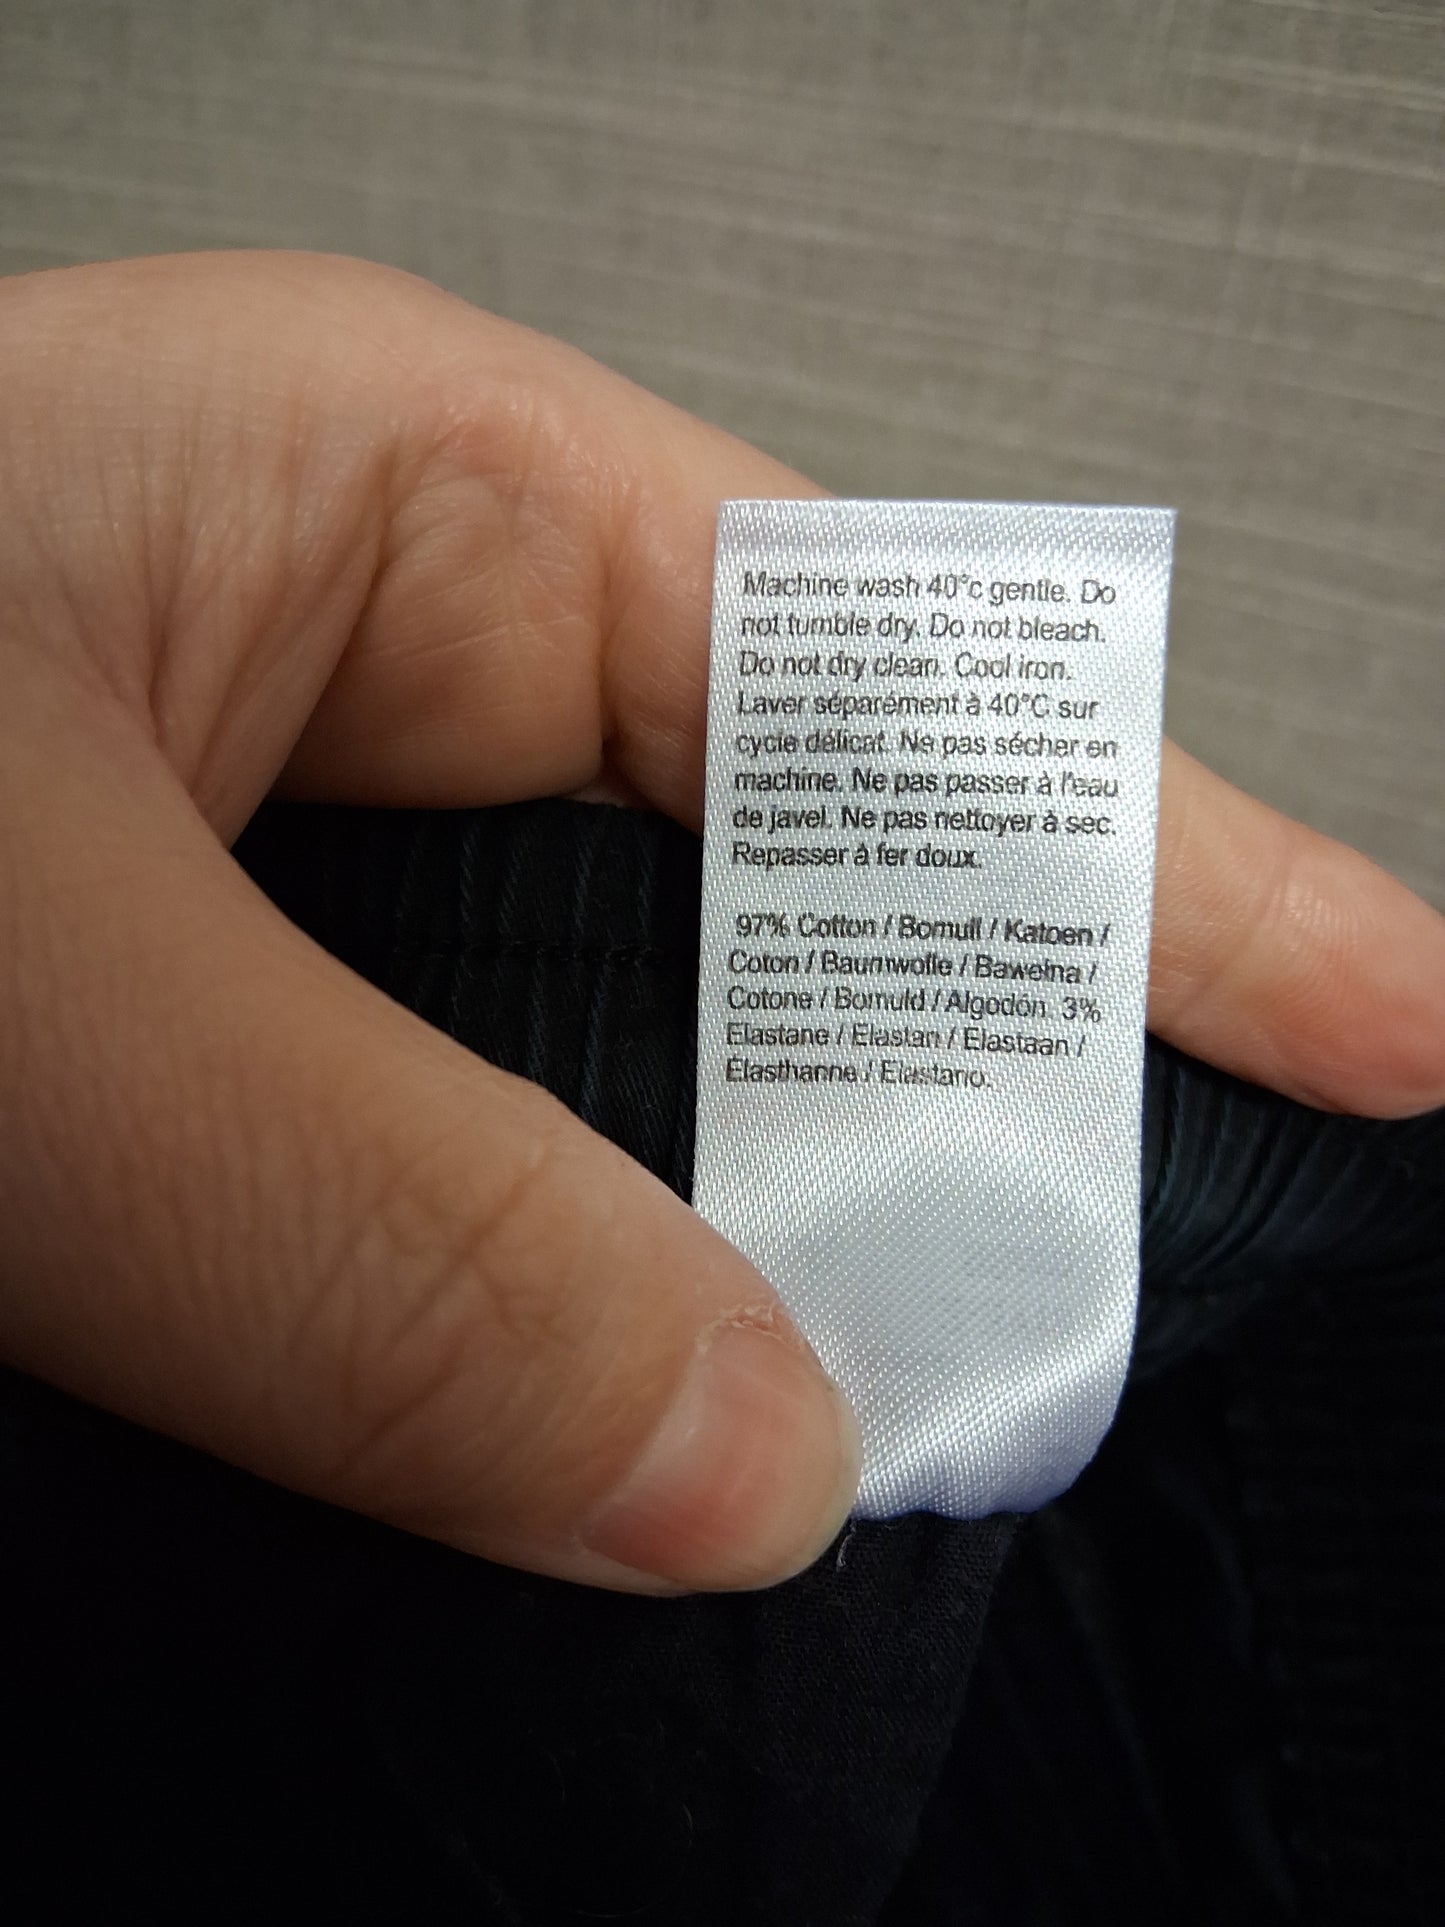 Machine wash 40°c gentle. Do
not tumble dry. Do not bleach.
Do not dry clean. Cool iron.
Laver séparément à 40°C sur
cycle délicat. Ne pas sécher en
machine. Ne pas passer à l'eau
de javel. Ne pas nettoyer à sec.
Repasser à fer doux.
97% Cotton / Bomull / Katoen /
Coton / Baumwolle / Bawełna /
Cotone / Bomuld / Algodón. 3%
Elastane / Elastan / Elastaan /
Elasthanne / Elastano.